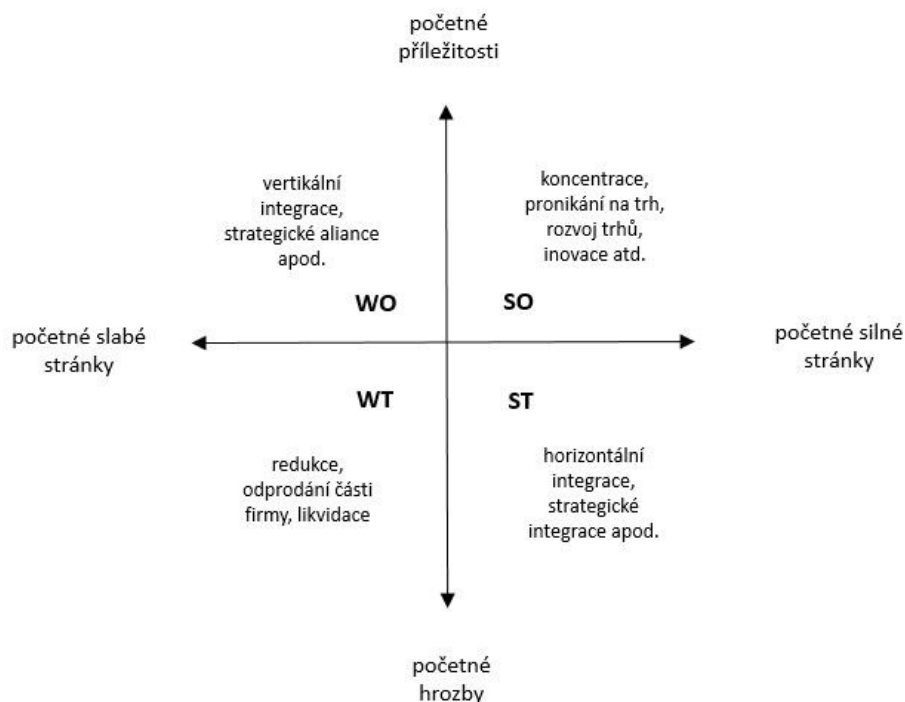 početné
příležitosti
vertikální
integrace,
strategické aliance
apod.
koncentrace,
pronikání na trh,
rozvoj trhů,
inovace atd.
WO
SO
početné slabé
stránky
početné silné
stránky
WT
ST
redukce,
odprodání části
firmy, likvidace
horizontální
integrace,
strategické
integrace apod.
početné
hrozby